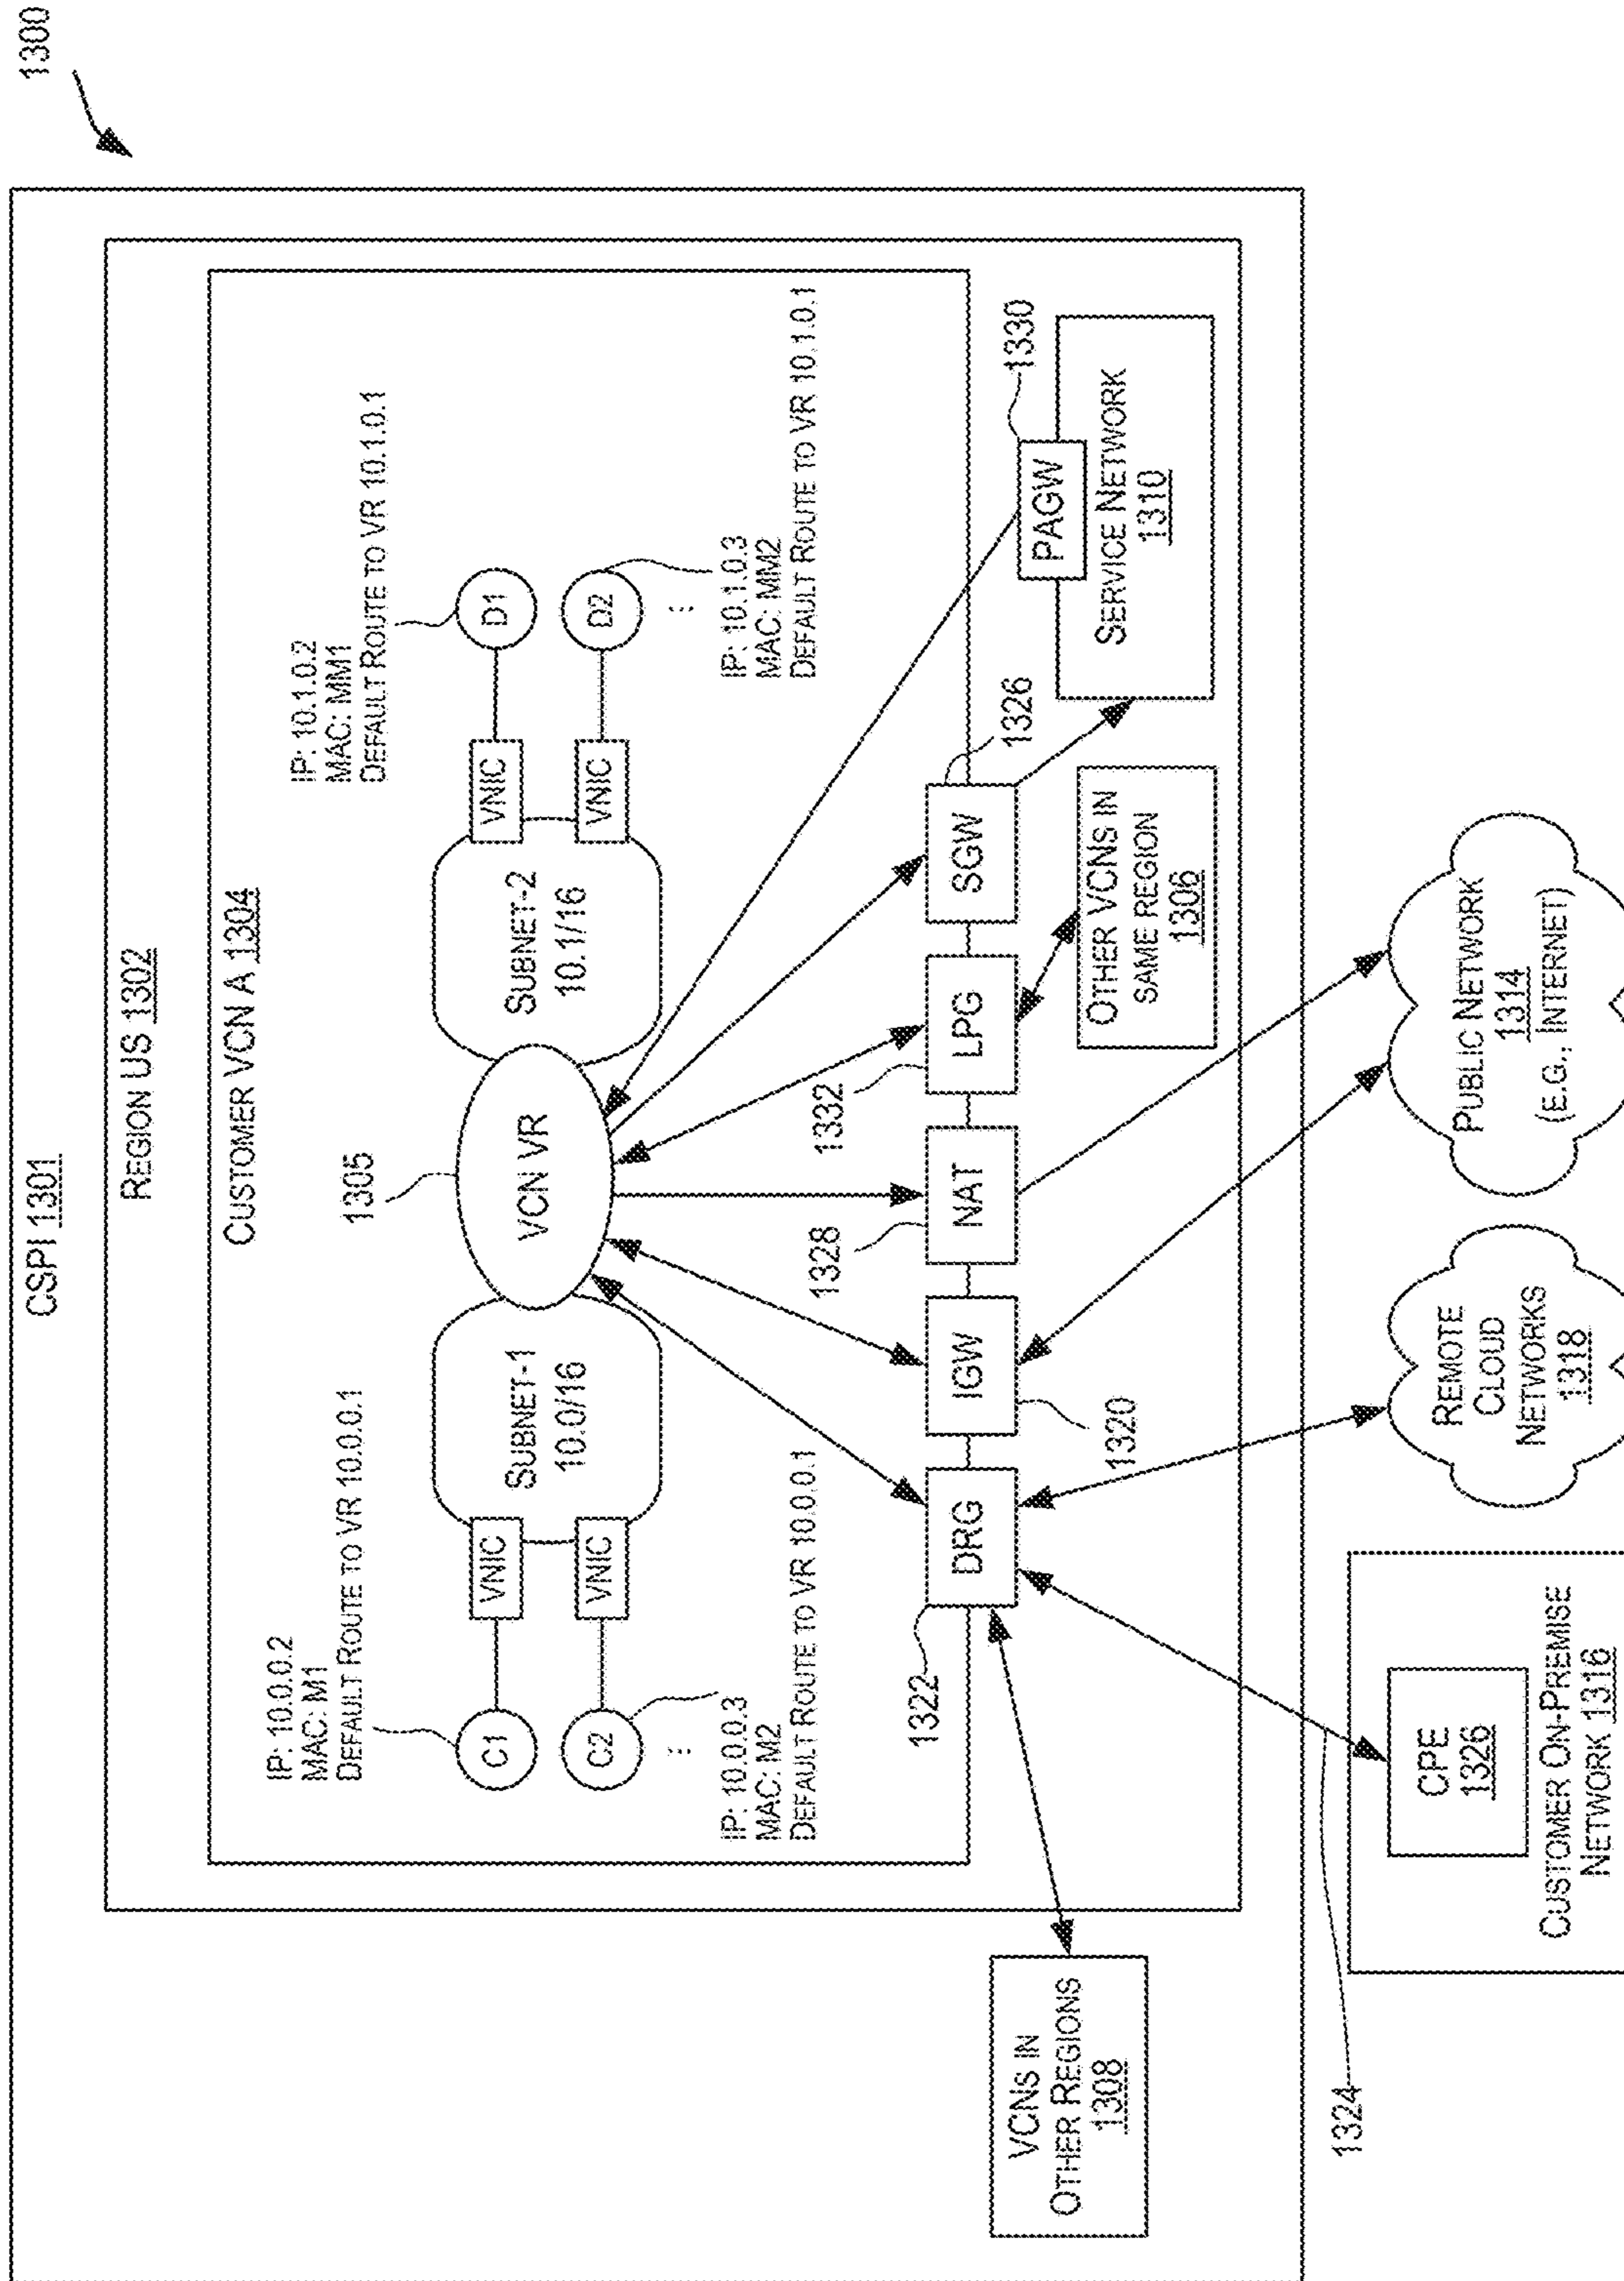 1300
CSPI 1301
REGION US 1302
CUSTOMER VCN A 1304
IP: 10.0.0.2
MAC: M1
DEFAULT ROUTE TO VR 10.0.0.1
1305
IP: 10.1.0.2
MAC: MM1
DEFAULT ROUTE TO VR 10.1.0.1
C1
VNIC
C2
VNIC
SUBNET-1
10.0/16
VCN VR
SUBNET-2
10.1/16
VNIC
D1
VNIC
D2
⋮
⋮
IP: 10.0.0.3
MAC: M2
DEFAULT ROUTE TO VR 10.0.0.1
IP: 10.1.0.3
MAC: MM2
DEFAULT ROUTE TO VR 10.1.0.1
1322
DRG
1320
IGW
1328
NAT
1332
LPG
SGW
1326
1330
PAGW
SERVICE NETWORK
1310
OTHER VCNS IN
SAME REGION
1306
VCNS IN
OTHER REGIONS
1308
1324
CPE
1326
CUSTOMER ON-PREMISE
NETWORK 1316
REMOTE
CLOUD
NETWORKS
1318
PUBLIC NETWORK
1314
(E.G., INTERNET)